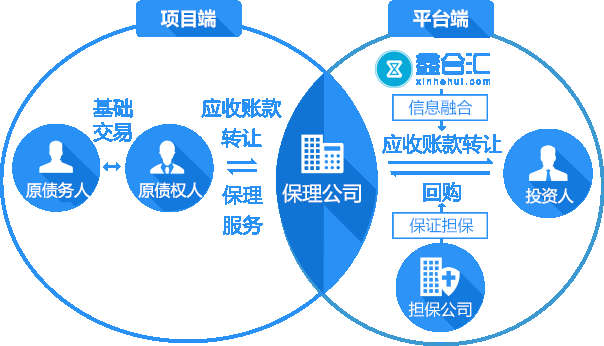 项目端
平台端
鑫合汇
xinhehui.com
信息融合
基础
交易
应收账款
转让
应收账款转让
原债务人
原债权人
保理公司
投资人
保理
服务
回购
保证担保
担保公司